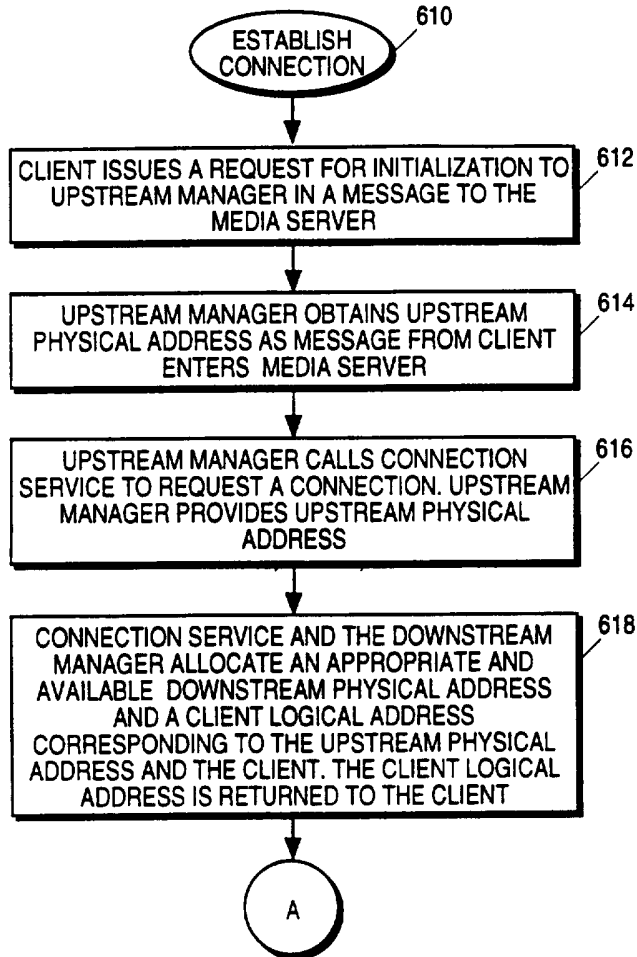 ESTABLISH
CONNECTION
610
CLIENT ISSUES A REQUEST FOR INITIALIZATION TO
UPSTREAM MANAGER IN A MESSAGE TO THE
MEDIA SERVER
612
UPSTREAM MANAGER OBTAINS UPSTREAM
PHYSICAL ADDRESS AS MESSAGE FROM CLIENT
ENTERS MEDIA SERVER
614
UPSTREAM MANAGER CALLS CONNECTION
SERVICE TO REQUEST A CONNECTION. UPSTREAM
MANAGER PROVIDES UPSTREAM PHYSICAL
ADDRESS
616
CONNECTION SERVICE AND THE DOWNSTREAM
MANAGER ALLOCATE AN APPROPRIATE AND
AVAILABLE DOWNSTREAM PHYSICAL ADDRESS
AND A CLIENT LOGICAL ADDRESS
CORRESPONDING TO THE UPSTREAM PHYSICAL
ADDRESS AND THE CLIENT. THE CLIENT LOGICAL
ADDRESS IS RETURNED TO THE CLIENT
618
A